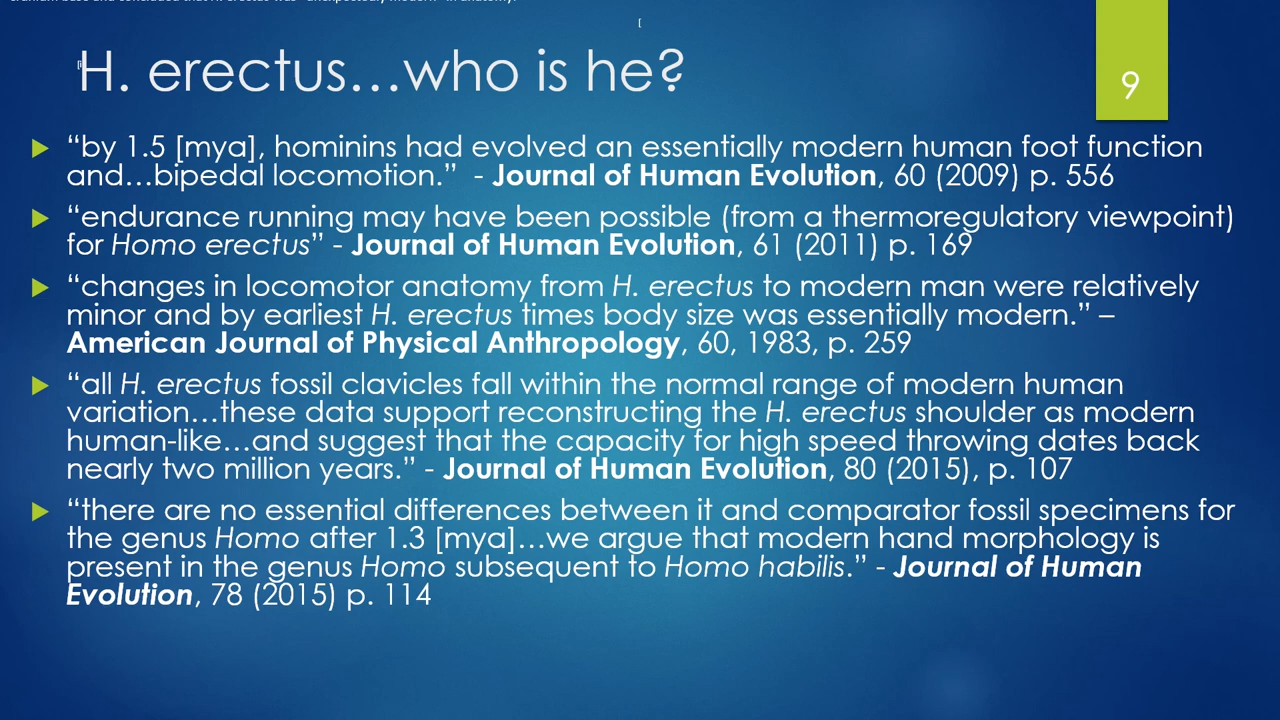 [
H. erectus…who is he?
9
“by 1.5 [mya], hominins had evolved an essentially modern human foot function
and…bipedal locomotion.” - Journal of Human Evolution, 60 (2009) p. 556
“endurance running may have been possible (from a thermoregulatory viewpoint)
for Homo erectus” - Journal of Human Evolution, 61 (2011) p. 169
“changes in locomotor anatomy from H. erectus to modern man were relatively
minor and by earliest H. erectus times body size was essentially modern.” –
American Journal of Physical Anthropology, 60, 1983, p. 259
“all H. erectus fossil clavicles fall within the normal range of modern human
variation…these data support reconstructing the H. erectus shoulder as modern
human-like…and suggest that the capacity for high speed throwing dates back
nearly two million years.” - Journal of Human Evolution, 80 (2015), p. 107
“there are no essential differences between it and comparator fossil specimens for
the genus Homo after 1.3 [mya]…we argue that modern hand morphology is
present in the genus Homo subsequent to Homo habilis.” - Journal of Human
Evolution, 78 (2015) p. 114